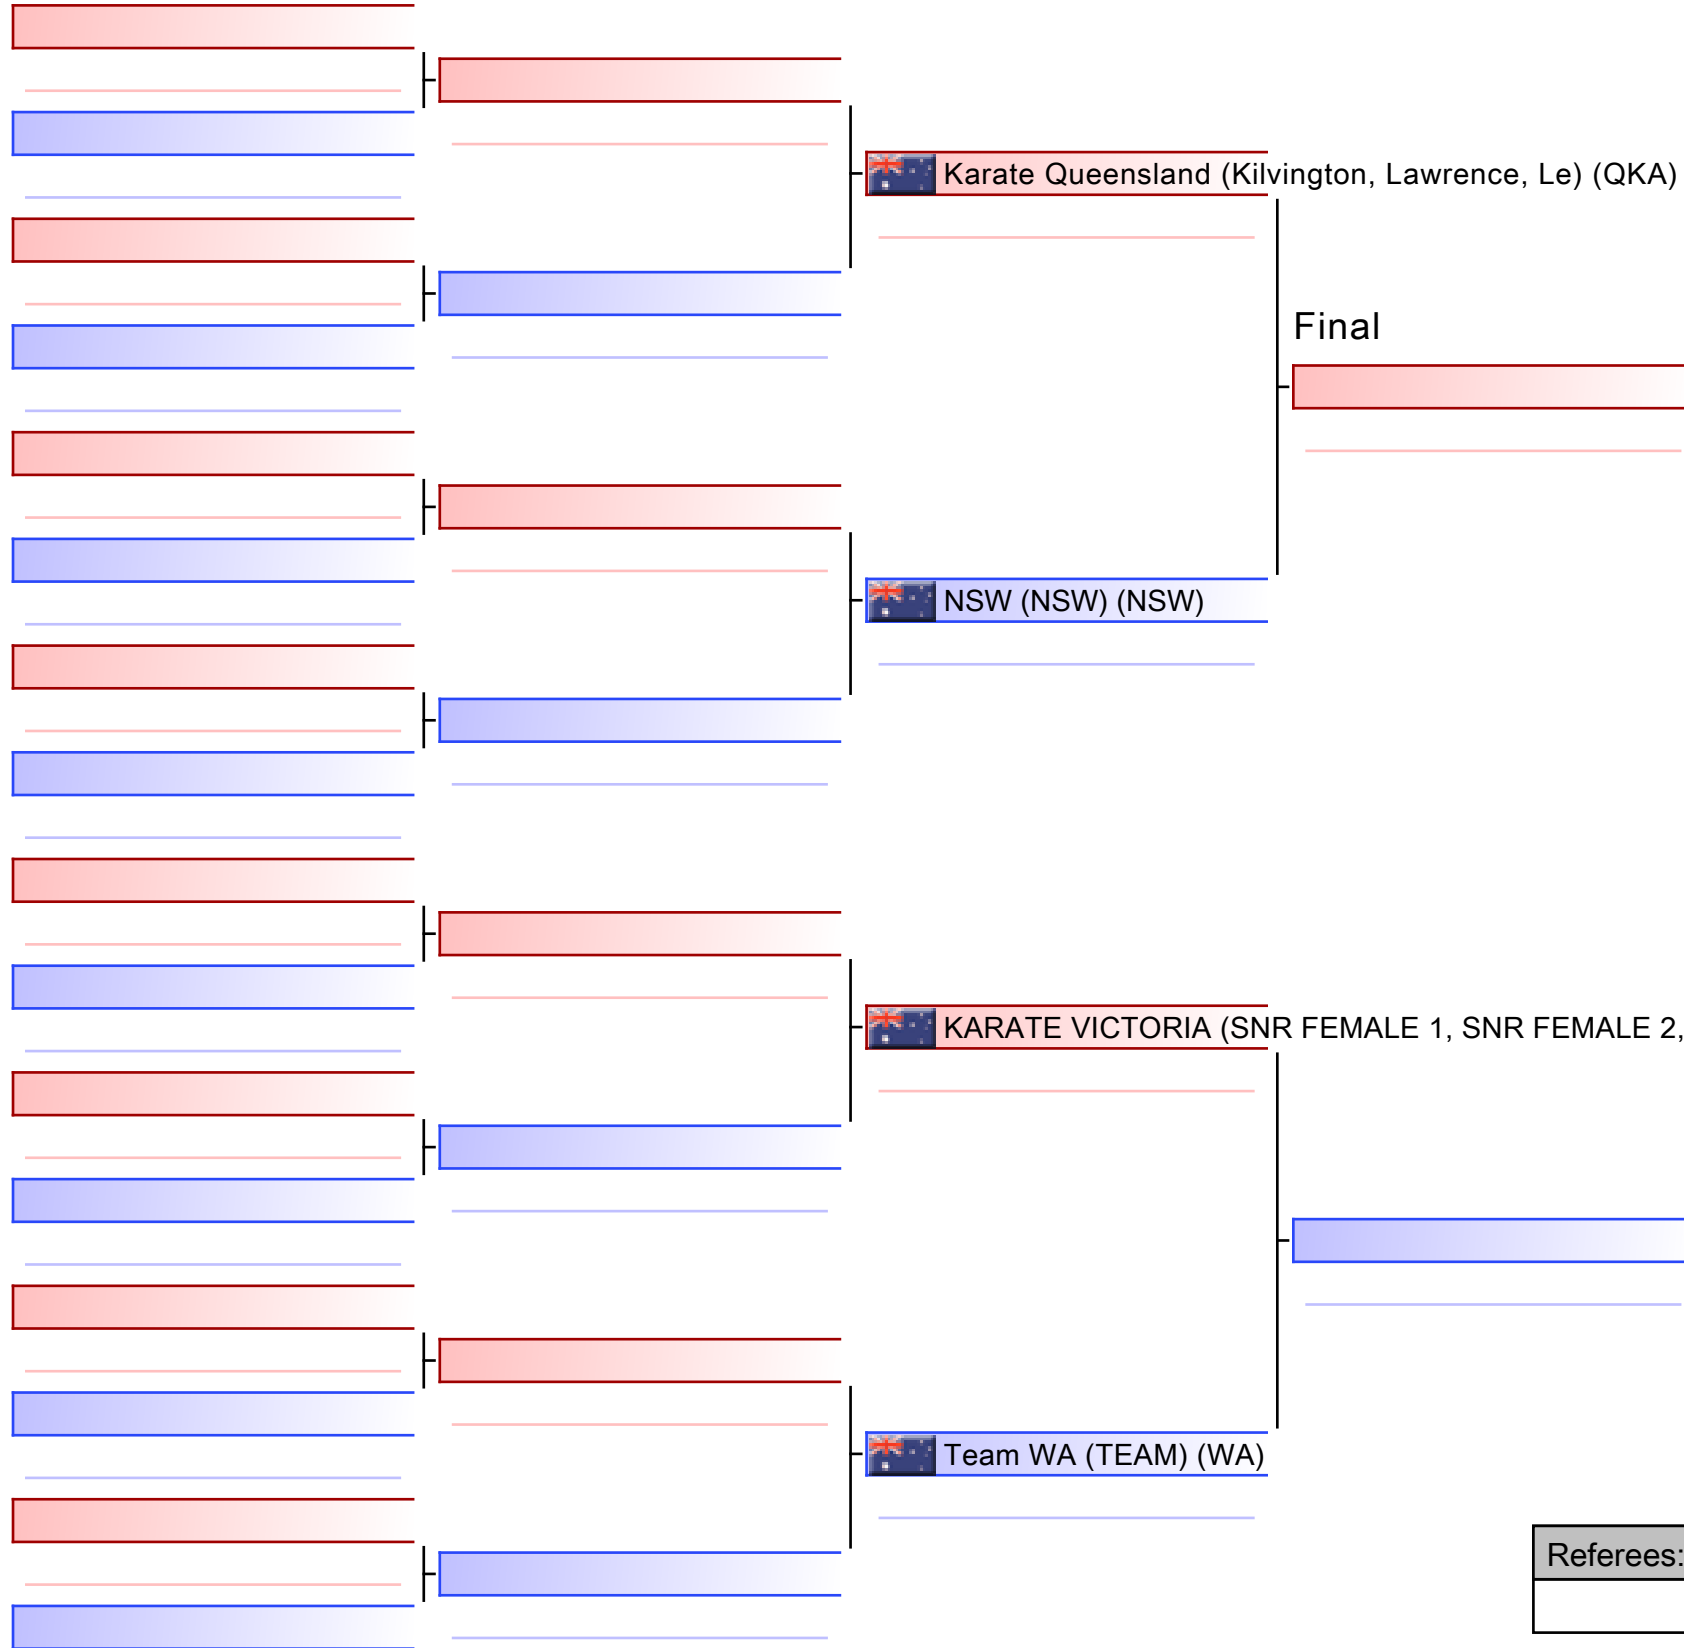 Karate Queensland (Kilvington, Lawrence, Le) (QKA)
Final
NSW (NSW) (NSW)
KARATE VICTORIA (SNR FEMALE 1, SNR FEMALE 2,
Team WA (TEAM) (WA)
Referees: